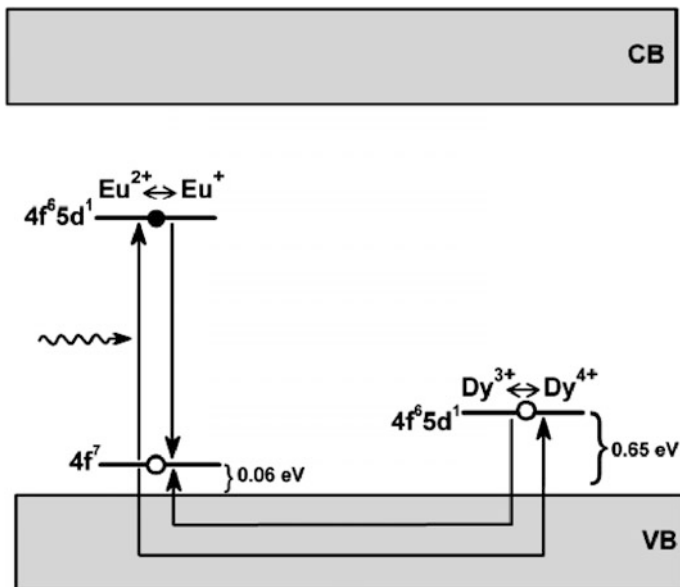 CB
Eu²⁺ ↔ Eu⁺
4f⁶5d¹
Dy³⁺ ↔ Dy⁴⁺
4f⁶5d¹
0.65 eV
4f⁷
0.06 eV
VB